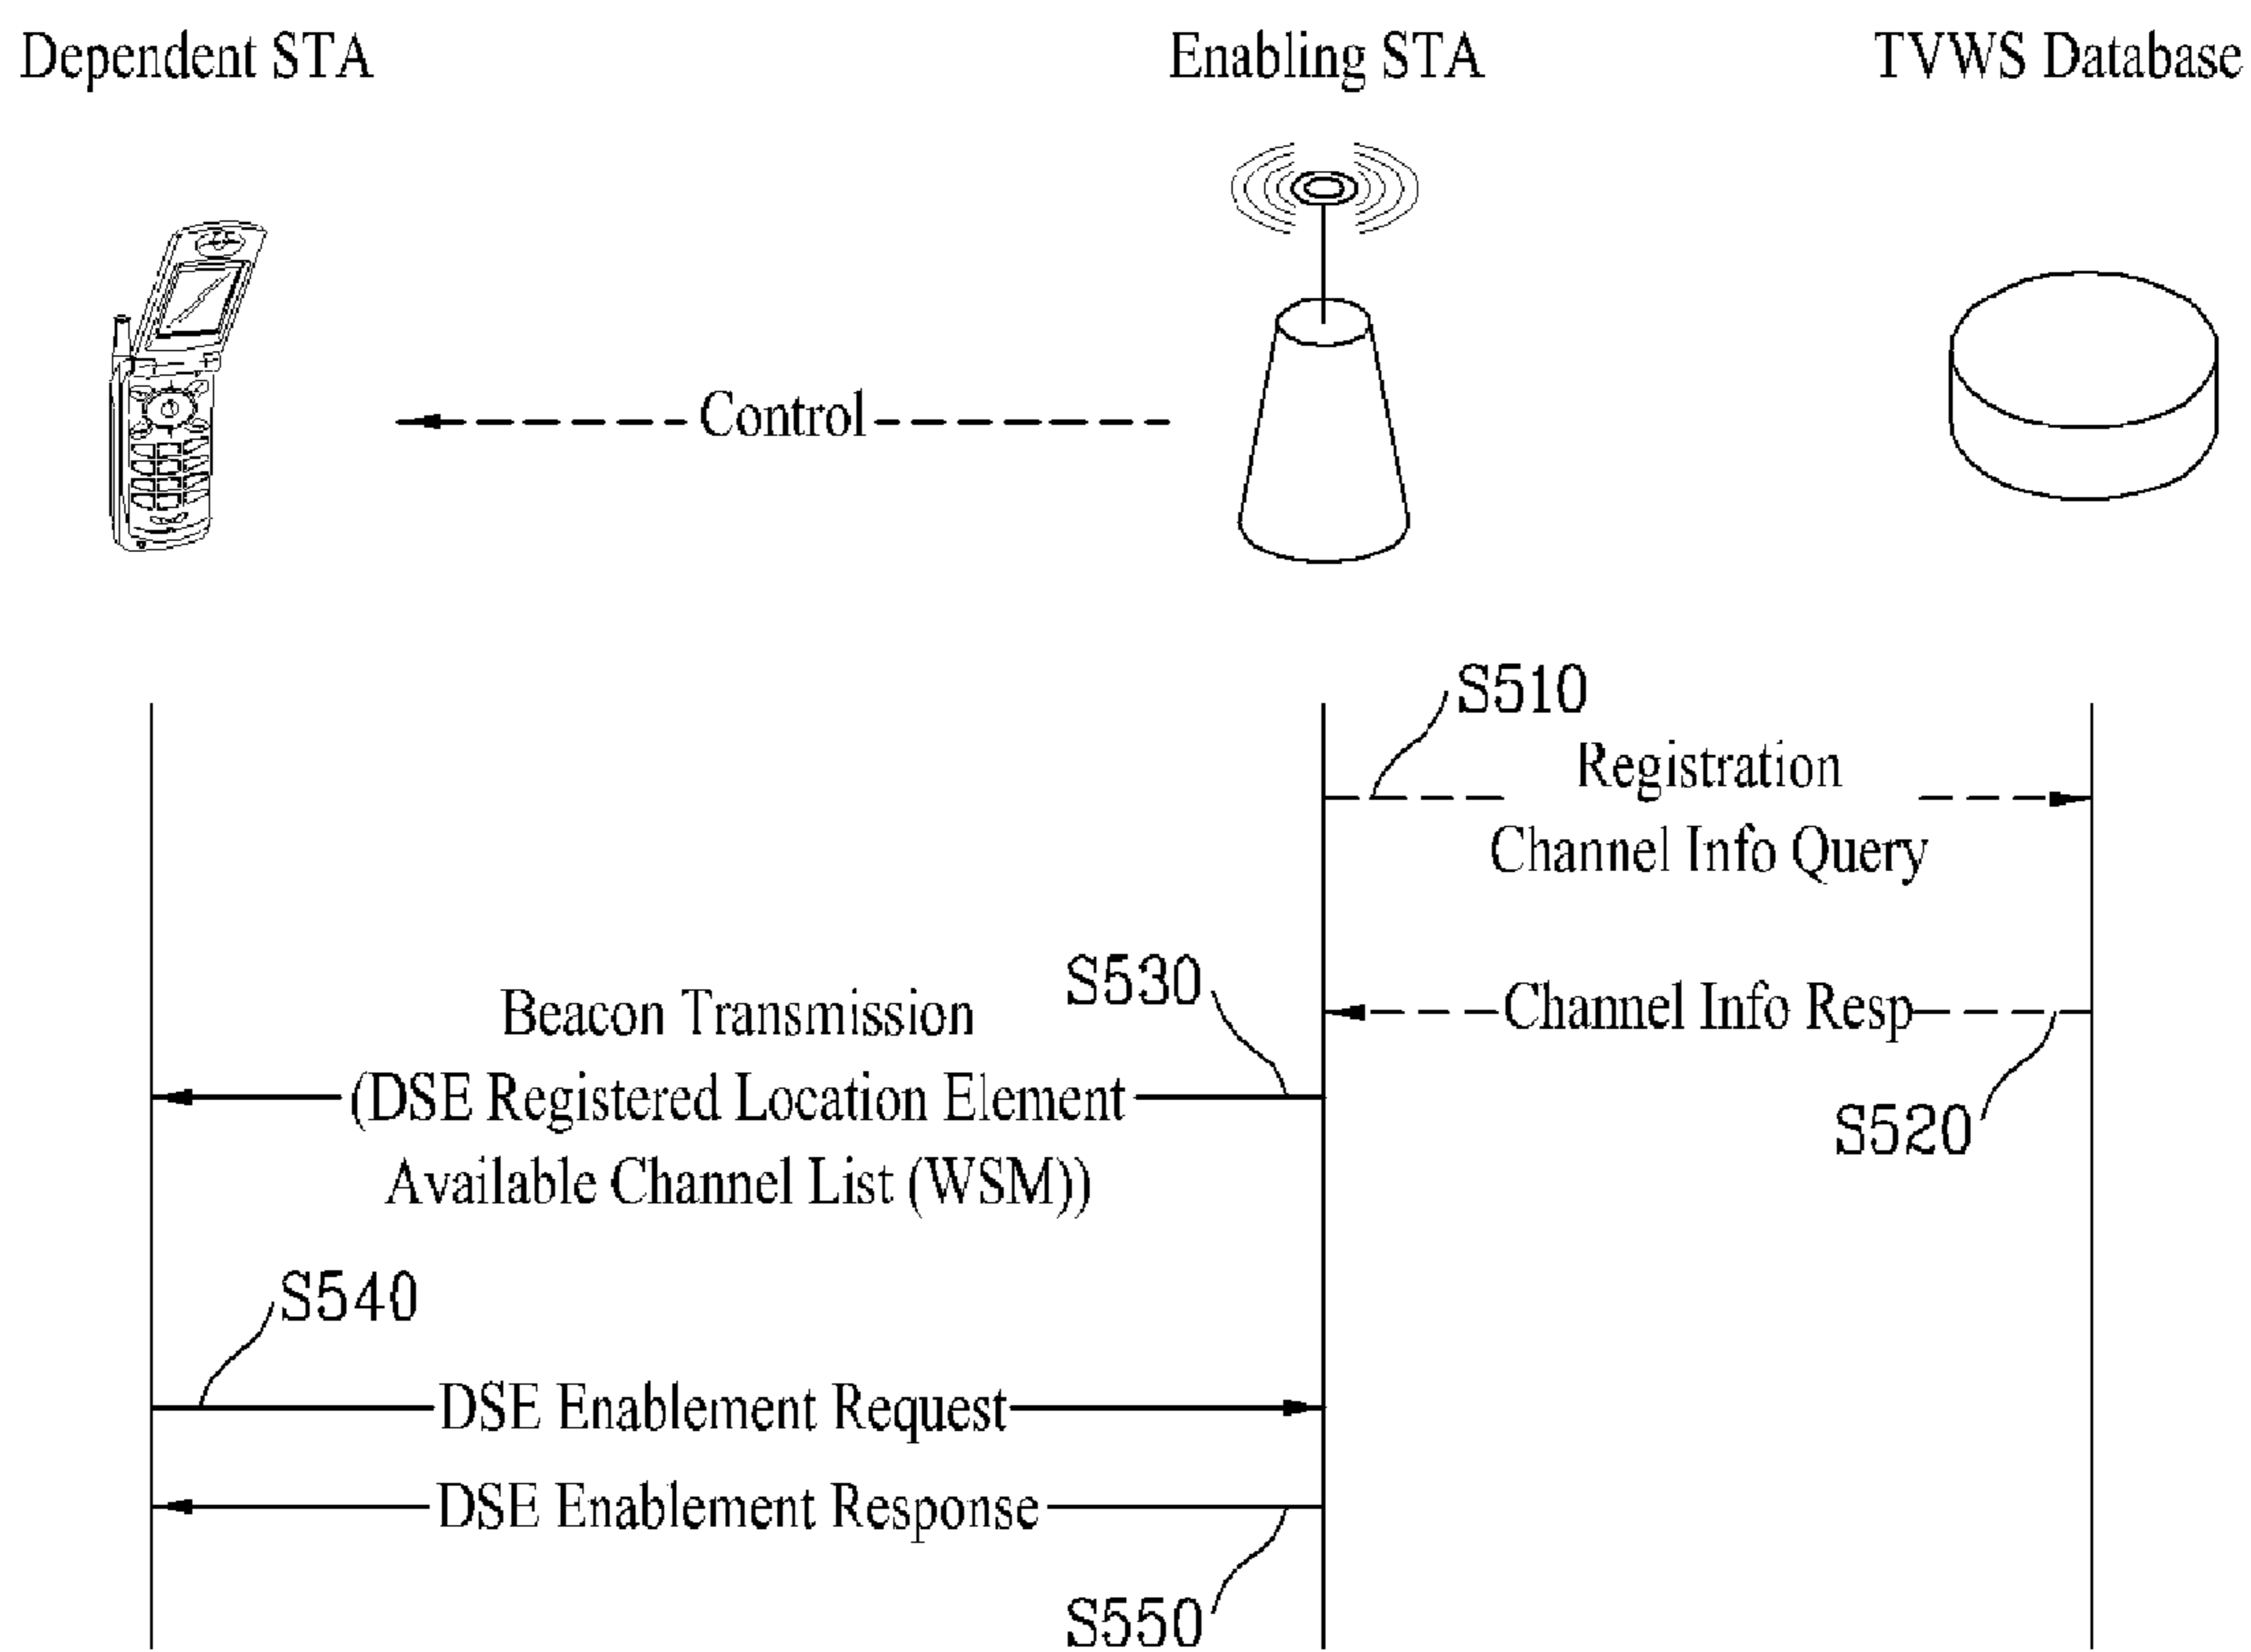 Dependent STA
Enabling STA
TVWS Database
Control
S510
Registration
Channel Info Query
S530
Channel Info Resp
Beacon Transmission
(DSE Registered Location Element
Available Channel List (WSM))
S520
S540
DSE Enablement Request
DSE Enablement Response
S550